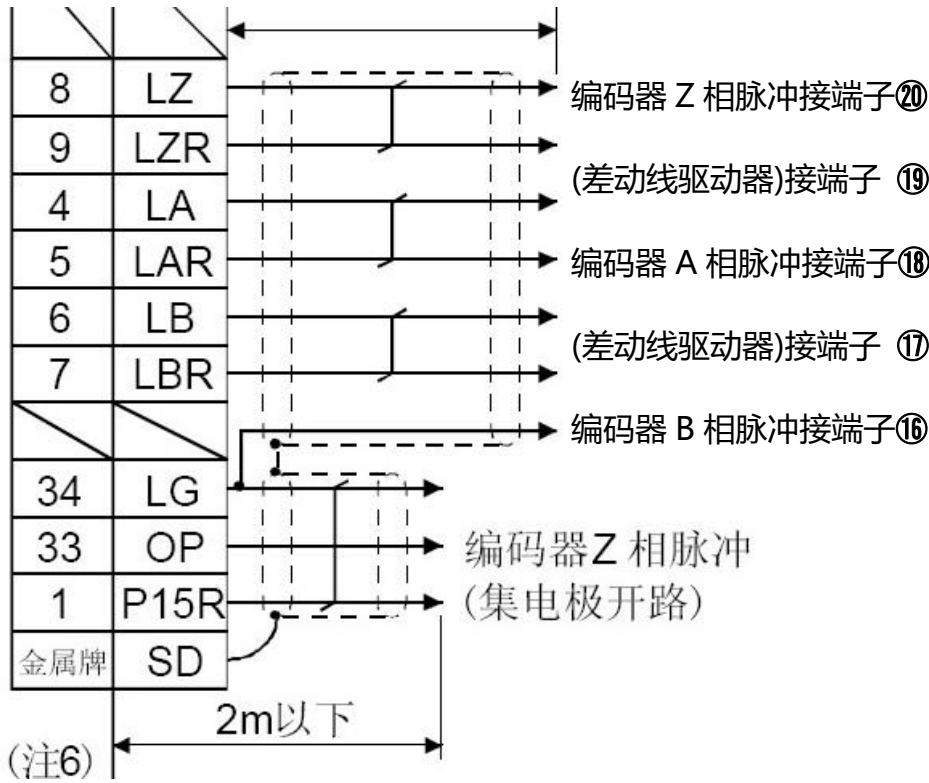 8 LZ 编码器 Z 相脉冲接端子⑳
9 LZR (差动线驱动器)接端子 ⑲
4 LA
5 LAR 编码器 A 相脉冲接端子⑱
6 LB (差动线驱动器)接端子 ⑰
7 LBR
编码器 B 相脉冲接端子⑯
34 LG
33 OP 编码器Z 相脉冲
1 P15R (集电极开路)
金属牌 SD
2m以下
(注6)